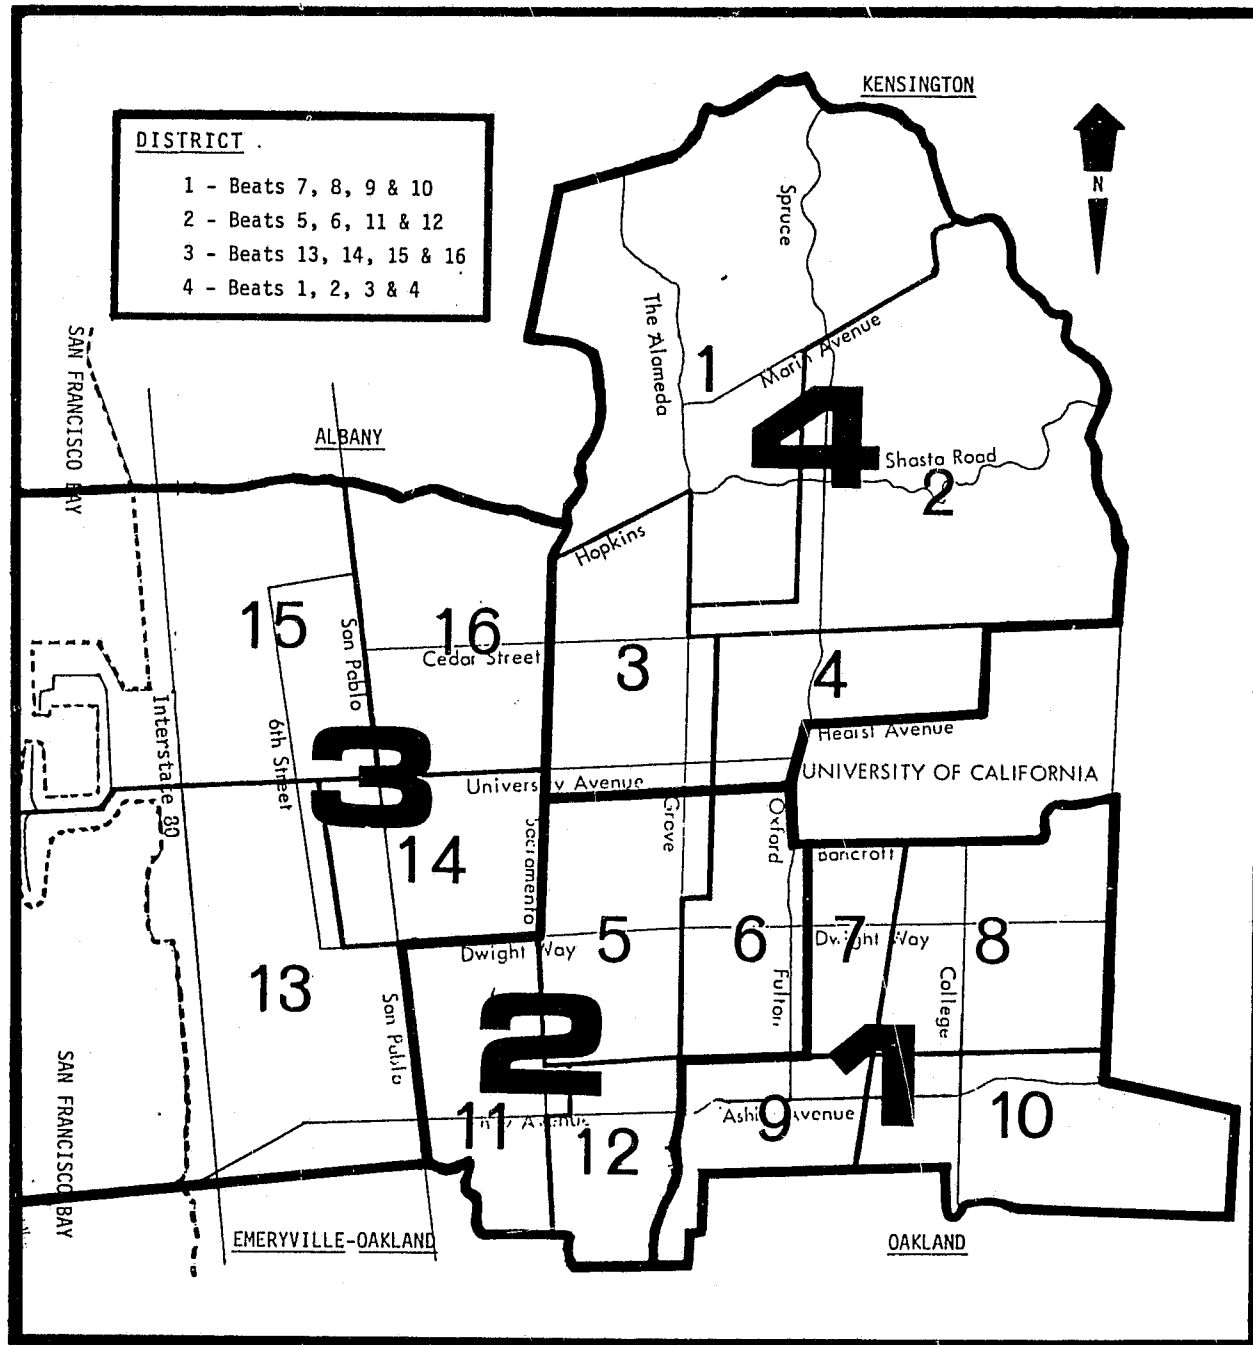 KENSINGTON
DISTRICT
1 - Beats 7, 8, 9 & 10
2 - Beats 5, 6, 11 & 12
3 - Beats 13, 14, 15 & 16
4 - Beats 1, 2, 3 & 4
N
Spruce
The Alameda
SAN FRANCISCO BAY
1
Marin Avenue
4
ALBANY
Shasta Road
2
Hopkins
15
16
San Pablo
Cedar Street
3
4
Interstate 80
6th Street
3
Hearst Avenue
University Avenue
UNIVERSITY OF CALIFORNIA
Grove
Oxford
14
Sacramento
Bancroft
5
6
7
8
Dwight Way
Dwight Way
13
San Pablo
Fulton
College
2
1
SAN FRANCISCO BAY
11
Avenue
12
9
Avenue
10
EMERYVILLE-OAKLAND
OAKLAND